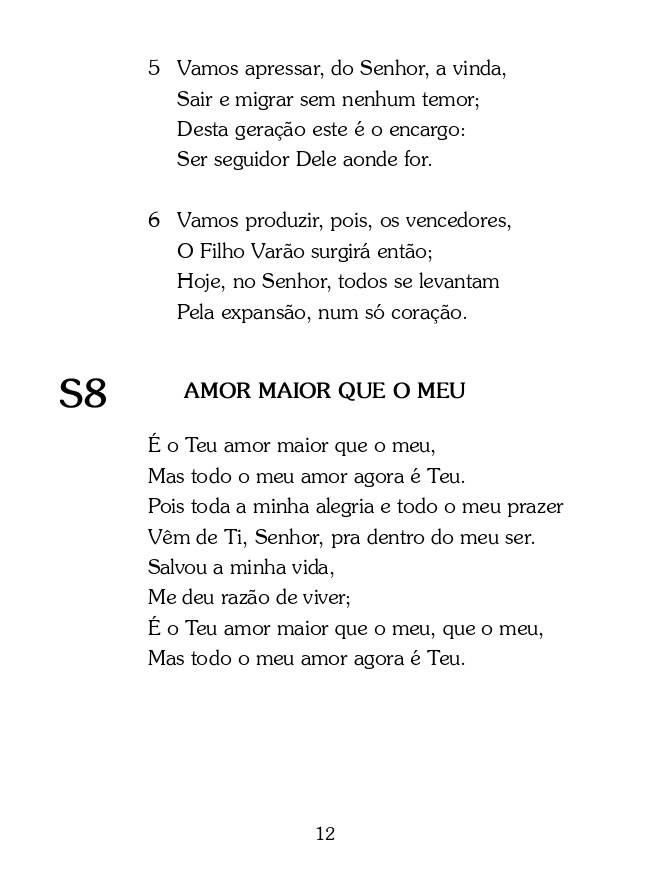 5 Vamos apressar, do Senhor, a vinda,
Sair e migrar sem nenhum temor;
Desta geração este é o encargo:
Ser seguidor Dele aonde for.
6 Vamos produzir, pois, os vencedores,
O Filho Varão surgirá então;
Hoje, no Senhor, todos se levantam
Pela expansão, num só coração.
S8 AMOR MAIOR QUE O MEU
É o Teu amor maior que o meu,
Mas todo o meu amor agora é Teu.
Pois toda a minha alegria e todo o meu prazer
Vêm de Ti, Senhor, pra dentro do meu ser.
Salvou a minha vida,
Me deu razão de viver;
É o Teu amor maior que o meu, que o meu,
Mas todo o meu amor agora é Teu.
12